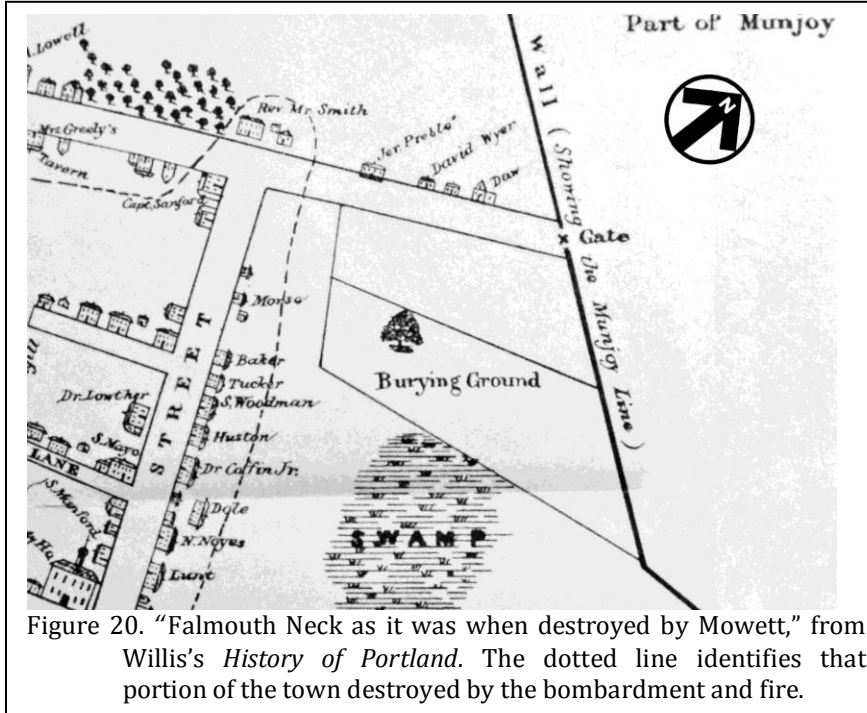 Part of Munjoy
Lowell
Wall (Showing the Munjoy Line)
N
Rev Mr. Smith
Mrs Greely's
Tavern
Jer. Preble
David Wyer
Daw
Capt. Sanford
× Gate
Morse
STREET
Baker
Burying Ground
Tucker
Dr. Lowther
S. Woodman
Huston
S. Mayo
LANE
Dr Coffin Jr.
S. Manford
Dole
SWAMP
N. Noyes
Lunt
Figure 20. “Falmouth Neck as it was when destroyed by Mowett,” from
Willis's History of Portland. The dotted line identifies that
portion of the town destroyed by the bombardment and fire.